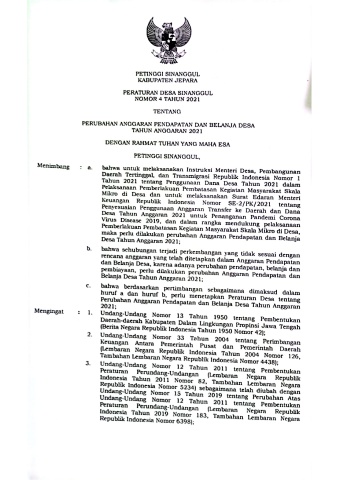 PETINGGI SINANGGUL
KABUPATEN JEPARA
PERATURAN DESA SINANGGUL
NOMOR 4 TAHUN 2021
TENTANG
PERUBAHAN ANGGARAN PENDAPATAN DAN BELANJA DESA
TAHUN ANGGARAN 2021
DENGAN RAHMAT TUHAN YANG MAHA ESA
PETINGGI SINANGGUL,
Menimbang : a. bahwa untuk melaksanakan Instruksi Menteri Desa, Pembangunan
Daerah Tertinggal, dan Transmigrasi Republik Indonesia Nomor 1
Tahun 2021 tentang Penggunaan Dana Desa Tahun 2021 dalam
Pelaksanaan Pemberlakuan Pembatasan Kegiatan Masyarakat Skala
Mikro di Desa dan untuk melaksanakan Surat Edaran Menteri
Keuangan Republik Indonesia Nomor SE-2/PK/2021 tentang
Penyesuaian Penggunaan Anggaran Transfer ke Daerah dan Dana
Desa Tahun Anggaran 2021 untuk Penanganan Pandemi Corona
Virus Disease 2019, dan dalam rangka mendukung pelaksanaan
Pemberlakuan Pembatasan Kegiatan Masyarakat Skala Mikro di Desa,
maka perlu dilakukan perubahan Anggaran Pendapatan dan Belanja
Desa Tahun Anggaran 2021;
b. bahwa sehubungan terjadi perkembangan yang tidak sesuai dengan
rencana anggaran yang telah ditetapkan dalam Anggaran Pendapatan
dan Belanja Desa, karena adanya perubahan pendapatan, belanja dan
pembiayaan, perlu dilakukan perubahan Anggaran Pendapatan dan
Belanja Desa Tahun Anggaran 2021;
c. bahwa berdasarkan pertimbangan sebagaimana dimaksud dalam
huruf a dan huruf b, perlu menetapkan Peraturan Desa tentang
Perubahan Anggaran Pendapatan dan Belanja Desa Tahun Anggaran
2021;
Mengingat : 1. Undang-Undang Nomor 13 Tahun 1950 tentang Pembentukan
Daerah-daerah Kabupaten Dalam Lingkungan Propinsi Jawa Tengah
(Berita Negara Republik Indonesia Tahun 1950 Nomor 42);
2. Undang-Undang Nomor 33 Tahun 2004 tentang Perimbangan
Keuangan Antara Pemerintah Pusat dan Pemerintah Daerah
(Lembaran Negara Republik Indonesia Tahun 2004 Nomor 126,
Tambahan Lembaran Negara Republik Indonesia Nomor 4438);
3. Undang-Undang Nomor 12 Tahun 2011 tentang Pembentukan
Peraturan Perundang-Undangan (Lembaran Negara Republik
Indonesia Tahun 2011 Nomor 82, Tambahan Lembaran Negara
Republik Indonesia Nomor 5234) sebagaimana telah diubah dengan
Undang-Undang Nomor 15 Tahun 2019 tentang Perubahan Atas
Undang-Undang Nomor 12 Tahun 2011 tentang Pembentukan
Peraturan Perundang-Undangan (Lembaran Negara Republik
Indonesia Tahun 2019 Nomor 183, Tambahan Lembaran Negara
Republik Indonesia Nomor 6398);